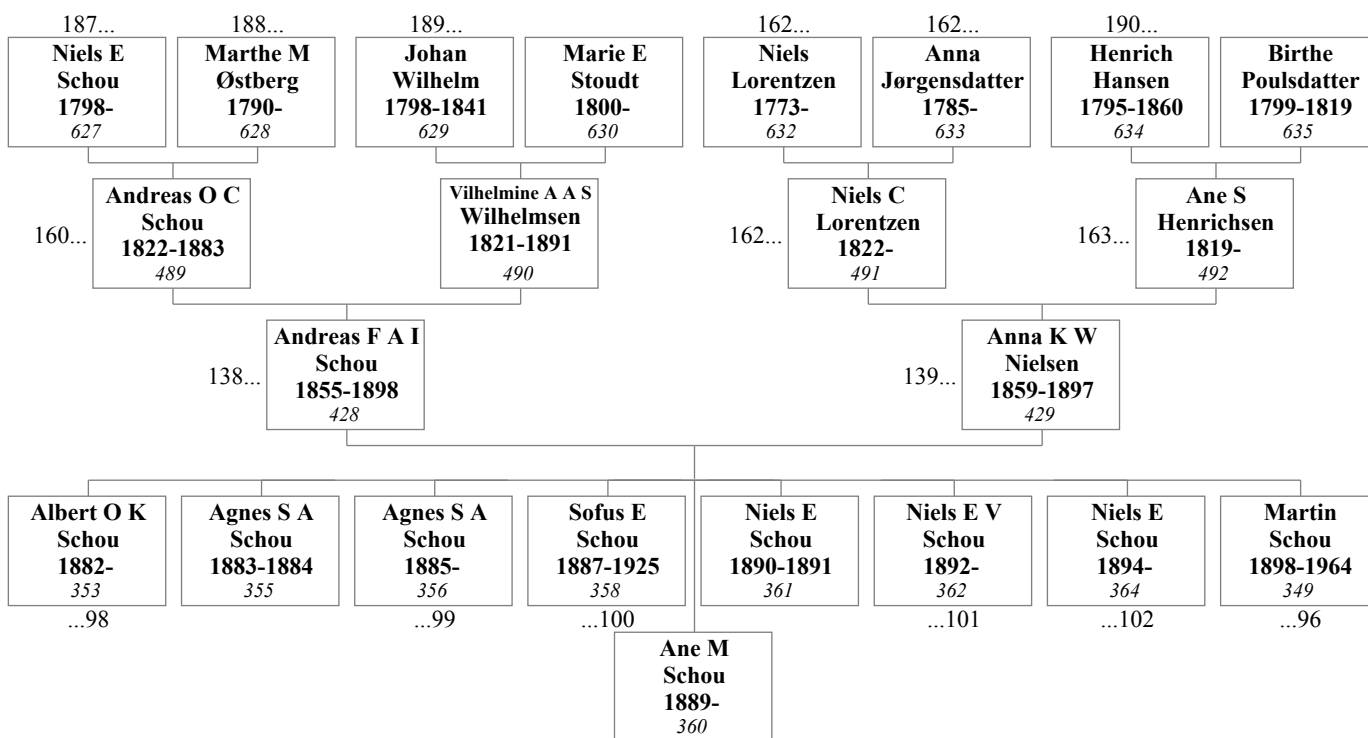 187...
188...
189...
162...
162...
190...
Niels E
Schou
1798-
627
Marthe M
Østberg
1790-
628
Johan
Wilhelm
1798-1841
629
Marie E
Stoudt
1800-
630
Niels
Lorentzen
1773-
632
Anna
Jørgensdatter
1785-
633
Henrich
Hansen
1795-1860
634
Birthe
Poulsdatter
1799-1819
635
160...
Andreas O C
Schou
1822-1883
489
Vilhelmine A A S
Wilhelmsen
1821-1891
490
162...
Niels C
Lorentzen
1822-
491
163...
Ane S
Henrichsen
1819-
492
138...
Andreas F A I
Schou
1855-1898
428
139...
Anna K W
Nielsen
1859-1897
429
Albert O K
Schou
1882-
353
...98
Agnes S A
Schou
1883-1884
355
Agnes S A
Schou
1885-
356
...99
Sofus E
Schou
1887-1925
358
...100
Niels E
Schou
1890-1891
361
Niels E V
Schou
1892-
362
...101
Niels E
Schou
1894-
364
...102
Martin
Schou
1898-1964
349
...96
Ane M
Schou
1889-
360